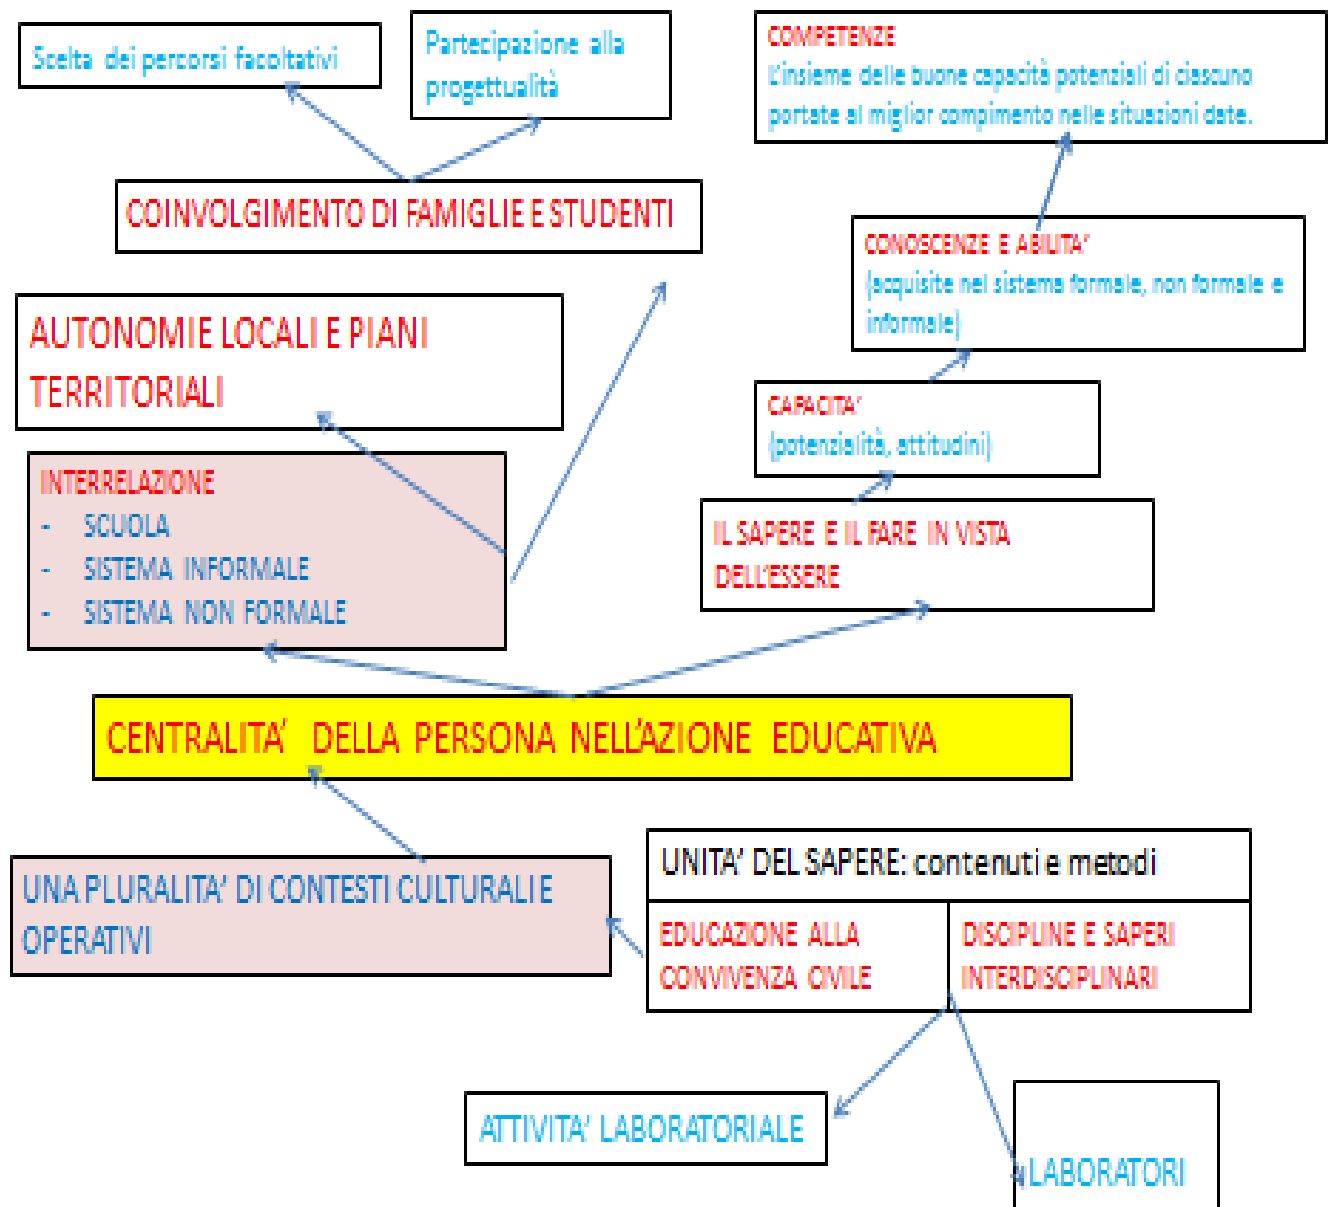 Scelta dei percorsi facoltativi
Partecipazione alla
progettualità
COMPETENZE
L'insieme delle buone capacità potenziali di ciascuno
portate al miglior compimento nelle situazioni date.
COINVOLGIMENTO DI FAMIGLIE E STUDENTI
CONOSCENZE E ABILITA'
(acquisite nel sistema formale, non formale e
informale)
AUTONOMIE LOCALI E PIANI
TERRITORIALI
CAPACITA'
(potenzialità, attitudini)
INTERRELAZIONE
- SCUOLA
- SISTEMA INFORMALE
- SISTEMA NON FORMALE
IL SAPERE E IL FARE IN VISTA
DELL'ESSERE
CENTRALITA' DELLA PERSONA NELL'AZIONE EDUCATIVA
UNA PLURALITA' DI CONTESTI CULTURALI E
OPERATIVI
UNITA' DEL SAPERE: contenuti e metodi
EDUCAZIONE ALLA
CONVIVENZA CIVILE
DISCIPLINE E SAPERI
INTERDISCIPLINARI
ATTIVITA' LABORATORIALE
LABORATORI